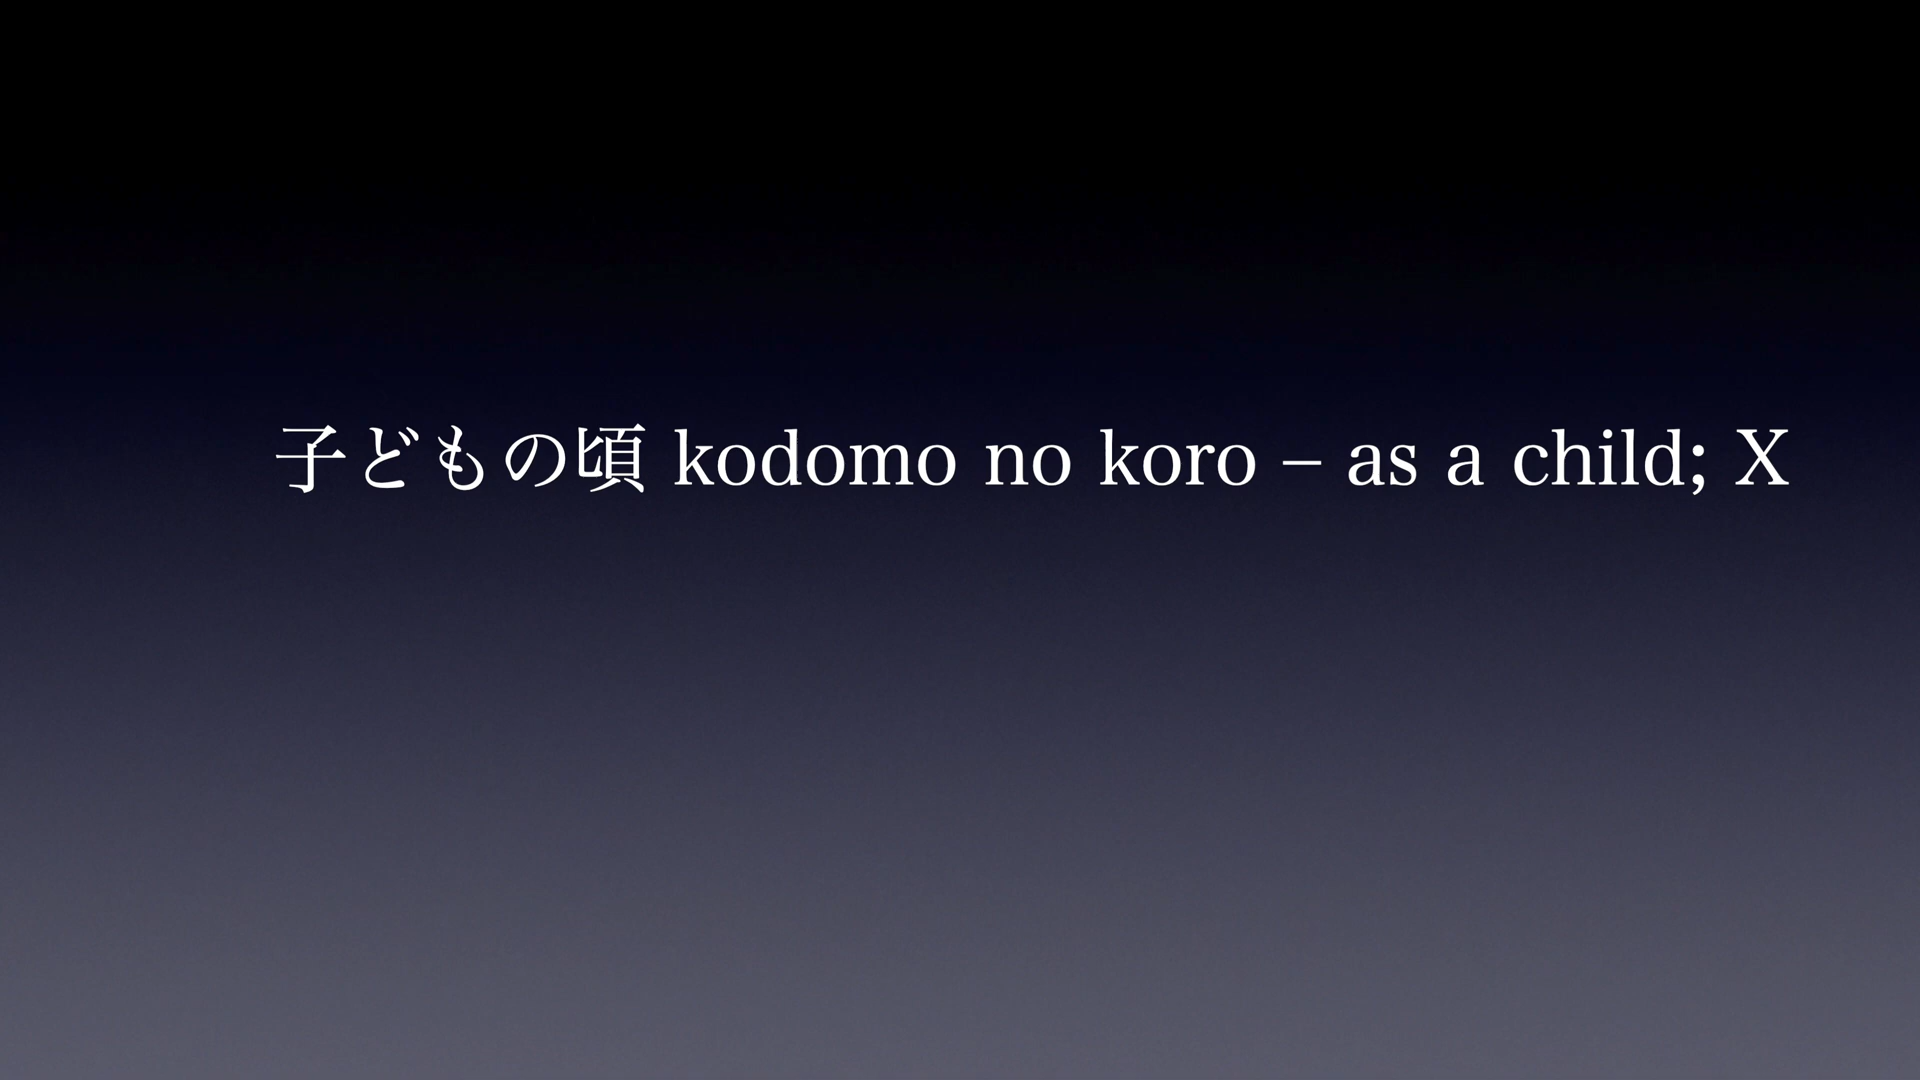 子どもの頃 kodomo no koro – as a child; X